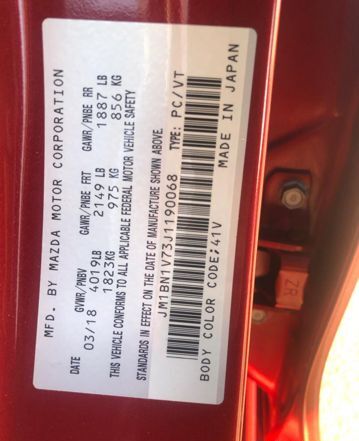 MFD. BY MAZDA MOTOR CORPORATION
DATE GVWR/PNBV GAWR/PNBE FRT GAWR/PNBE RR
03/18 4019LB 2149 LB 1887 LB
1823KG 975 KG 856 KG
THIS VEHICLE CONFORMS TO ALL APPLICABLE FEDERAL MOTOR VEHICLE SAFETY
STANDARDS IN EFFECT ON THE DATE OF MANUFACTURE SHOWN ABOVE.
JM1BN1V73J1190068 TYPE: PC/VT
BODY COLOR CODE;41V MADE IN JAPAN
ZR